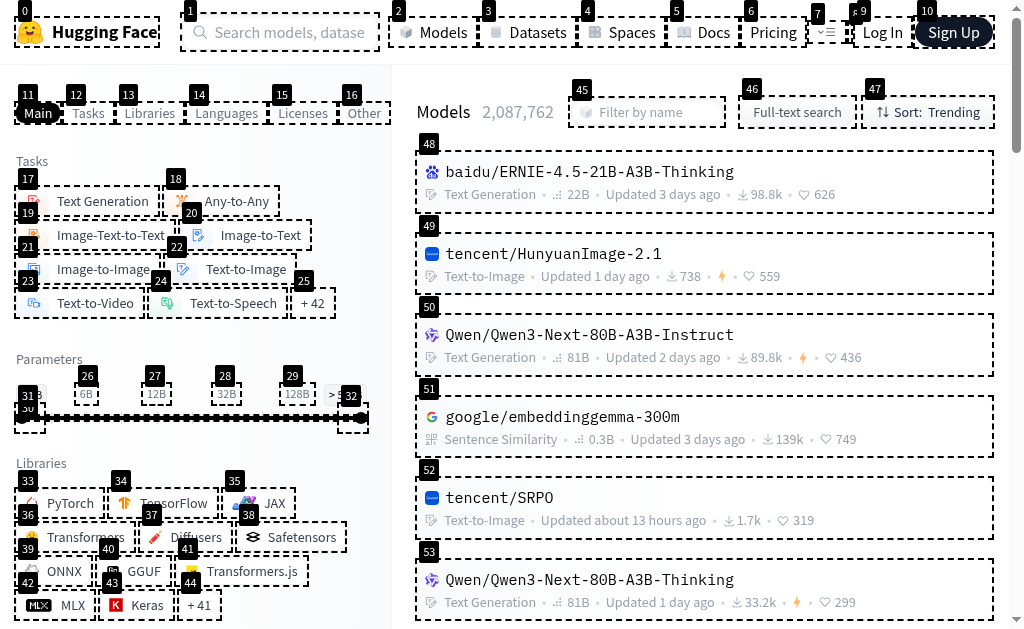 0 1 2 3 4 5 6 7 8 9 10
Hugging Face Search models, datase Models Datasets Spaces Docs Pricing Log In Sign Up
11 12 13 14 15 16
Main Tasks Libraries Languages Licenses Other
Tasks
17 18
Text Generation Any-to-Any
19 20
Image-Text-to-Text Image-to-Text
21 22
Image-to-Image Text-to-Image
23 24 25
Text-to-Video Text-to-Speech + 42
Parameters
26 27 28 29
31 6B 12B 32B 128B > 32
30
Libraries
33 34 35
PyTorch TensorFlow JAX
36 37 38
Transformers Diffusers Safetensors
39 40 41
ONNX GGUF Transformers.js
42 43 44
MLX MLX K Keras + 41
45 46 47
Models 2,087,762 Filter by name Full-text search Sort: Trending
48
baidu/ERNIE-4.5-21B-A3B-Thinking
Text Generation • 22B • Updated 3 days ago • 98.8k • 626
49
tencent/HunyuanImage-2.1
Text-to-Image • Updated 1 day ago • 738 • • 559
50
Qwen/Qwen3-Next-80B-A3B-Instruct
Text Generation • 81B • Updated 2 days ago • 89.8k • • 436
51
google/embeddinggemma-300m
Sentence Similarity • 0.3B • Updated 3 days ago • 139k • 749
52
tencent/SRPO
Text-to-Image • Updated about 13 hours ago • 1.7k • 319
53
Qwen/Qwen3-Next-80B-A3B-Thinking
Text Generation • 81B • Updated 1 day ago • 33.2k • • 299